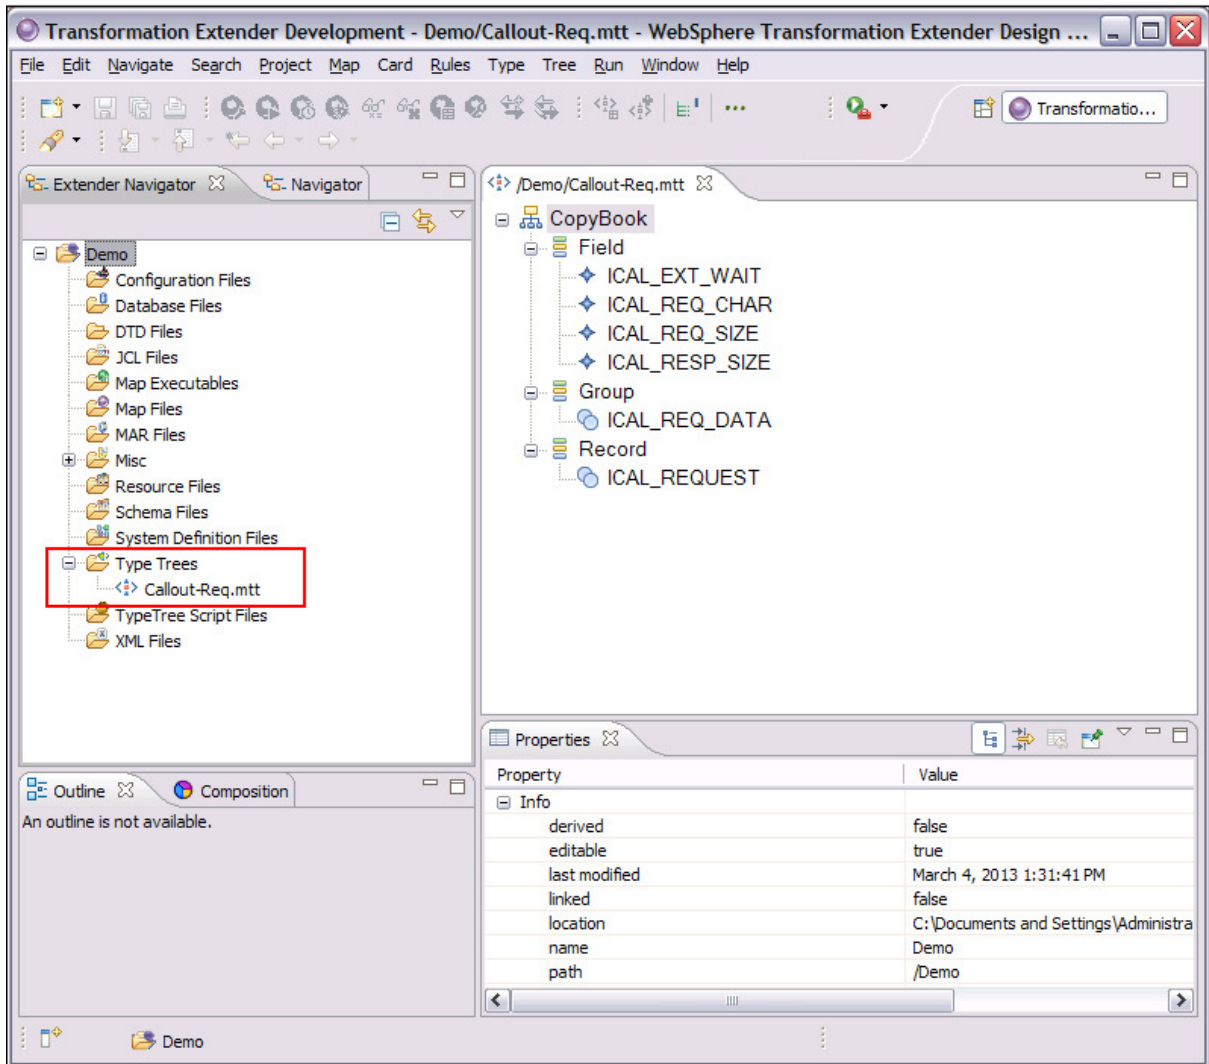 Transformation Extender Development - Demo/Callout-Req.mtt - WebSphere Transformation Extender Design ...
File Edit Navigate Search Project Map Card Rules Type Tree Run Window Help
Transformatio...
Extender Navigator
Navigator
Demo
Configuration Files
Database Files
DTD Files
JCL Files
Map Executables
Map Files
MAR Files
Misc
Resource Files
Schema Files
System Definition Files
Type Trees
Callout-Req.mtt
TypeTree Script Files
XML Files
/Demo/Callout-Req.mtt
CopyBook
Field
ICAL_EXT_WAIT
ICAL_REQ_CHAR
ICAL_REQ_SIZE
ICAL_RESP_SIZE
Group
ICAL_REQ_DATA
Record
ICAL_REQUEST
Outline
Composition
An outline is not available.
Properties
Property Value
Info
derived false
editable true
last modified March 4, 2013 1:31:41 PM
linked false
location C:\Documents and Settings\Administra
name Demo
path /Demo
Demo